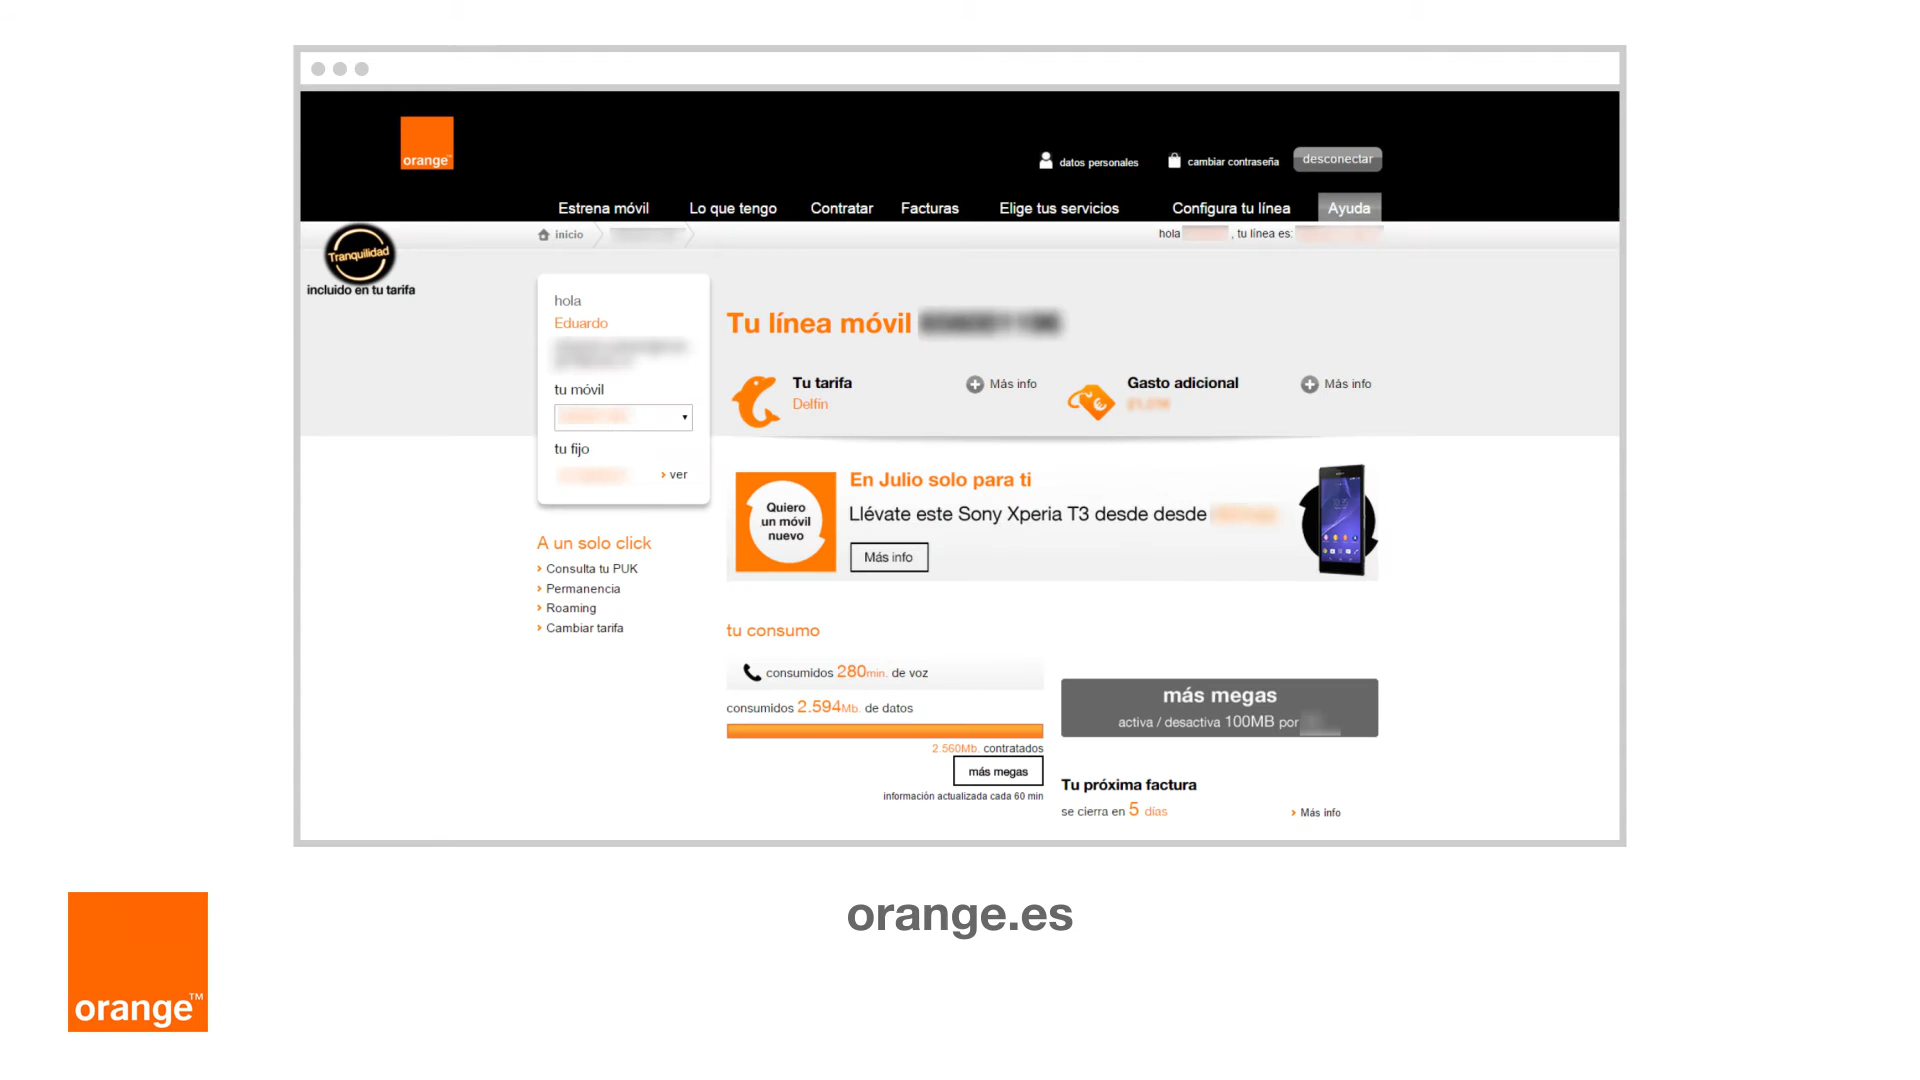 orange™
datos personales
cambiar contraseña
desconectar
Estrena móvil
Lo que tengo
Contratar
Facturas
Elige tus servicios
Configura tu línea
Ayuda
inicio
hola , tu línea es:
Tranquilidad
incluido en tu tarifa
hola
Eduardo
tu móvil
tu fijo
ver
Tu línea móvil
Tu tarifa
Delfín
Más info
Gasto adicional
Más info
Quiero
un móvil
nuevo
En Julio solo para ti
Llévate este Sony Xperia T3 desde desde
Más info
A un solo click
Consulta tu PUK
Permanencia
Roaming
Cambiar tarifa
tu consumo
consumidos 280min. de voz
consumidos 2.594Mb. de datos
2.560Mb. contratados
más megas
información actualizada cada 60 min
más megas
activa / desactiva 100MB por
Tu próxima factura
se cierra en 5 días
Más info
orange.es
orange™